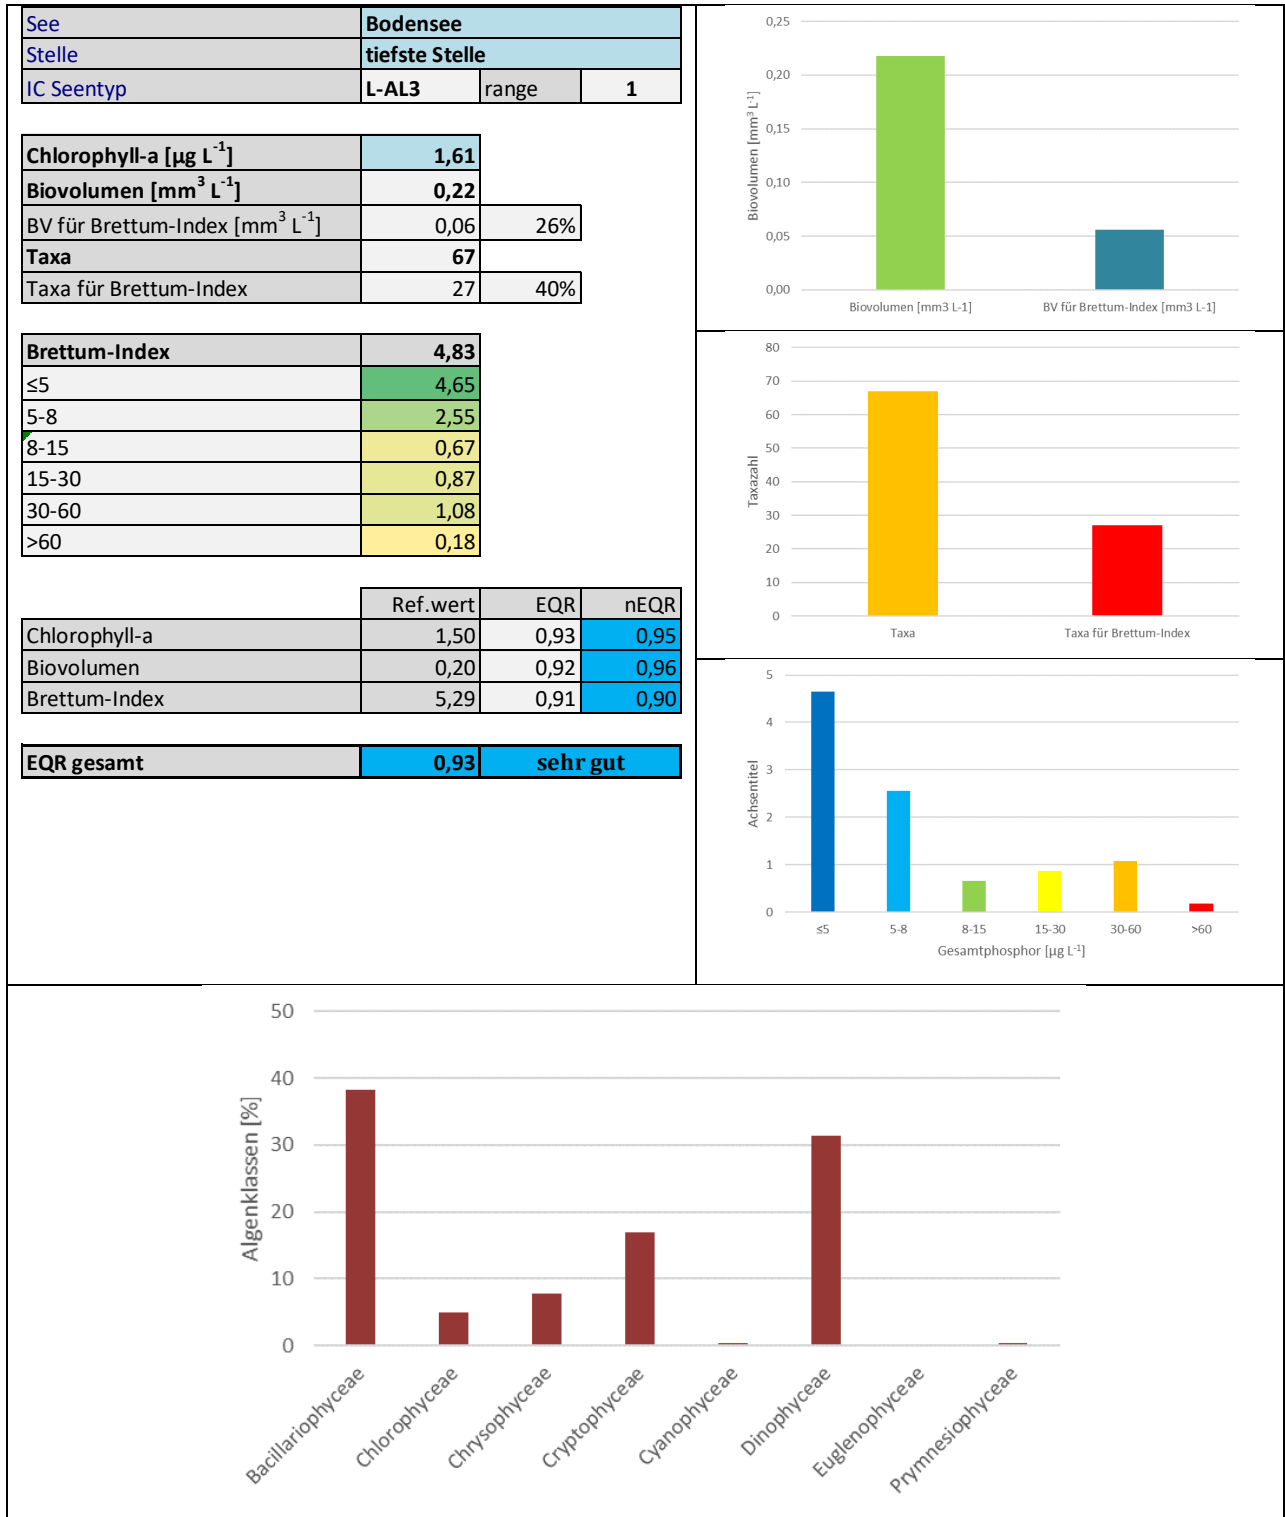 See Bodensee
Stelle tiefste Stelle
IC Seentyp L-AL3 range 1
Chlorophyll-a [µg L⁻¹] 1,61
Biovolumen [mm³ L⁻¹] 0,22
BV für Brettum-Index [mm³ L⁻¹] 0,06 26%
Taxa 67
Taxa für Brettum-Index 27 40%
Brettum-Index 4,83
≤5 4,65
5-8 2,55
8-15 0,67
15-30 0,87
30-60 1,08
>60 0,18
Ref.wert EQR nEQR
Chlorophyll-a 1,50 0,93 0,95
Biovolumen 0,20 0,92 0,96
Brettum-Index 5,29 0,91 0,90
EQR gesamt 0,93 sehr gut
Biovolumen [mm³ L⁻¹]
0,25
0,20
0,15
0,10
0,05
0,00
Biovolumen [mm3 L-1] BV für Brettum-Index [mm3 L-1]
Taxazahl
80
70
60
50
40
30
20
10
0
Taxa Taxa für Brettum-Index
Achsentitel
5
4
3
2
1
0
≤5 5-8 8-15 15-30 30-60 >60
Gesamtphosphor [µg L⁻¹]
Algenklassen [%]
50
40
30
20
10
0
Bacillariophyceae
Chlorophyceae
Chrysophyceae
Cryptophyceae
Cyanophyceae
Dinophyceae
Euglenophyceae
Prymnesiophyceae